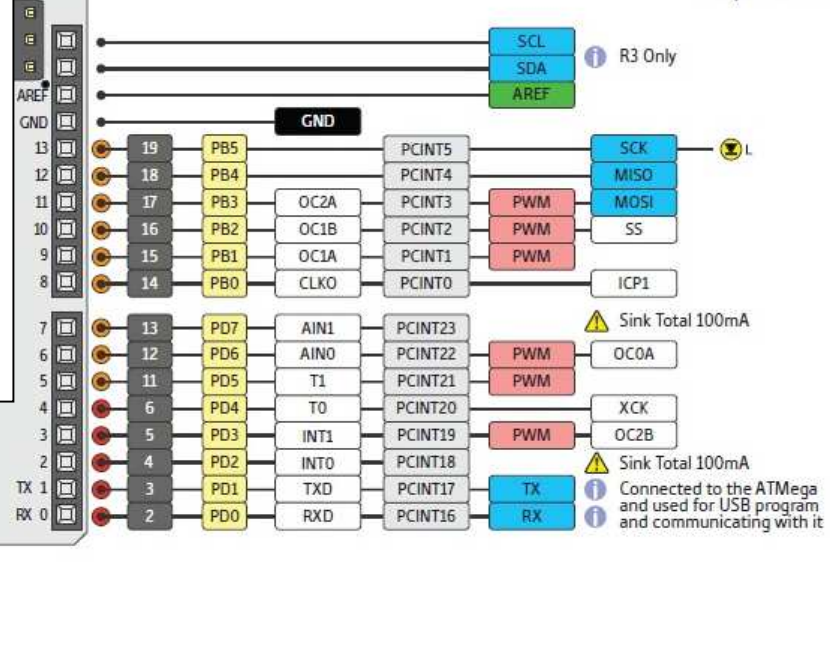 SCL
SDA
R3 Only
AREF AREF
GND GND
13 19 PB5 PCINT5 SCK L
12 18 PB4 PCINT4 MISO
11 17 PB3 OC2A PCINT3 PWM MOSI
10 16 PB2 OC1B PCINT2 PWM SS
9 15 PB1 OC1A PCINT1 PWM
8 14 PB0 CLKO PCINT0 ICP1
Sink Total 100mA
7 13 PD7 AIN1 PCINT23
6 12 PD6 AIN0 PCINT22 PWM OC0A
5 11 PD5 T1 PCINT21 PWM
4 6 PD4 T0 PCINT20 XCK
3 5 PD3 INT1 PCINT19 PWM OC2B
2 4 PD2 INT0 PCINT18
Sink Total 100mA
TX 1 3 PD1 TXD PCINT17 TX
RX 0 2 PD0 RXD PCINT16 RX
Connected to the ATMega
and used for USB program
and communicating with it